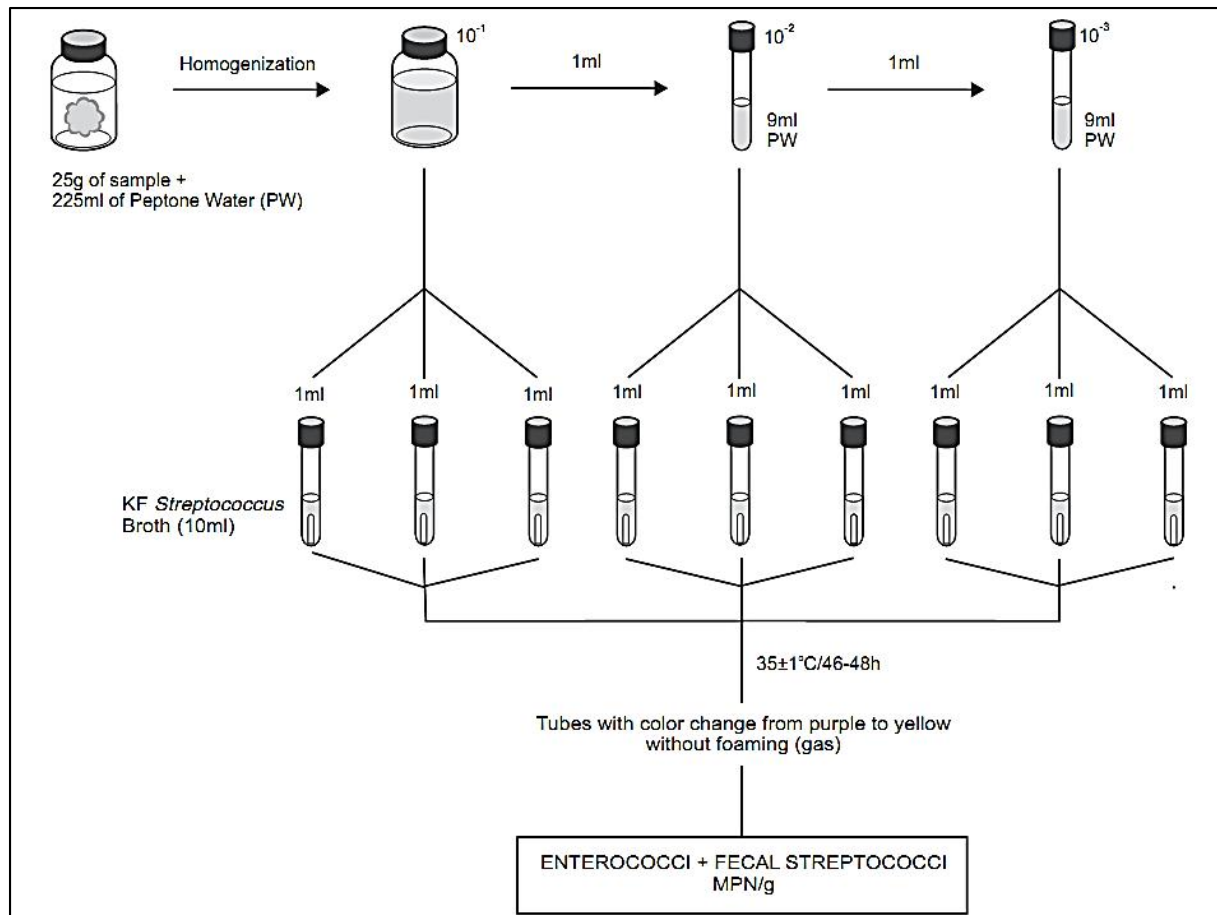 10⁻¹
10⁻²
10⁻³
Homogenization
1ml
1ml
9ml
PW
9ml
PW
25g of sample +
225ml of Peptone Water (PW)
1ml
1ml
1ml
1ml
1ml
1ml
1ml
1ml
1ml
KF Streptococcus
Broth (10ml)
35±1°C/46-48h
Tubes with color change from purple to yellow
without foaming (gas)
ENTEROCOCCI + FECAL STREPTOCOCCI
MPN/g